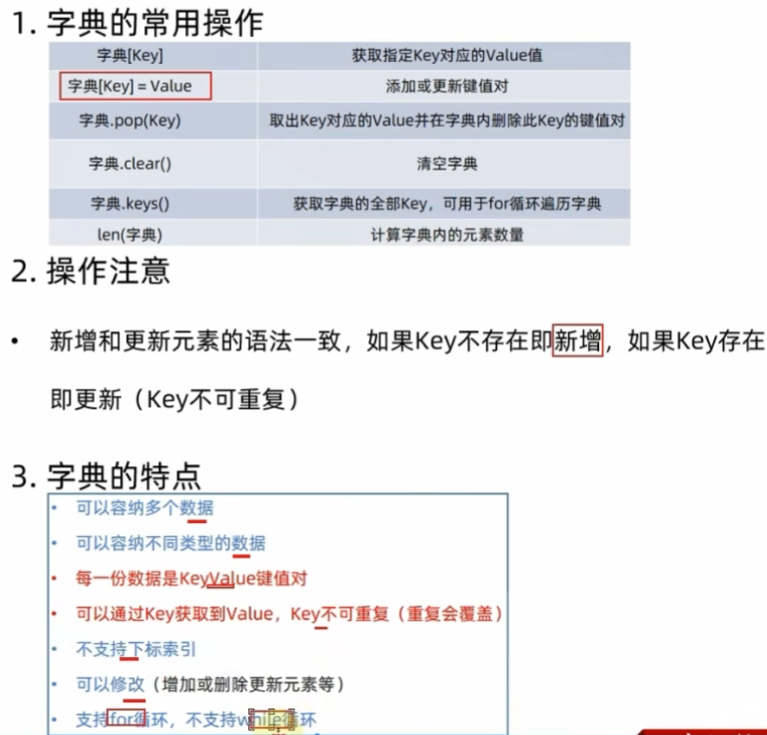 1. 字典的常用操作
字典[Key] 获取指定Key对应的Value值
字典[Key] = Value 添加或更新键值对
字典.pop(Key) 取出Key对应的Value并在字典内删除此Key的键值对
字典.clear() 清空字典
字典.keys() 获取字典的全部Key，可用于for循环遍历字典
len(字典) 计算字典内的元素数量
2. 操作注意
• 新增和更新元素的语法一致，如果Key不存在即新增，如果Key存在
即更新（Key不可重复）
3. 字典的特点
• 可以容纳多个数据
• 可以容纳不同类型的数据
• 每一份数据是KeyValue键值对
• 可以通过Key获取到Value，Key不可重复（重复会覆盖）
• 不支持下标索引
• 可以修改（增加或删除更新元素等）
• 支持for循环，不支持while循环